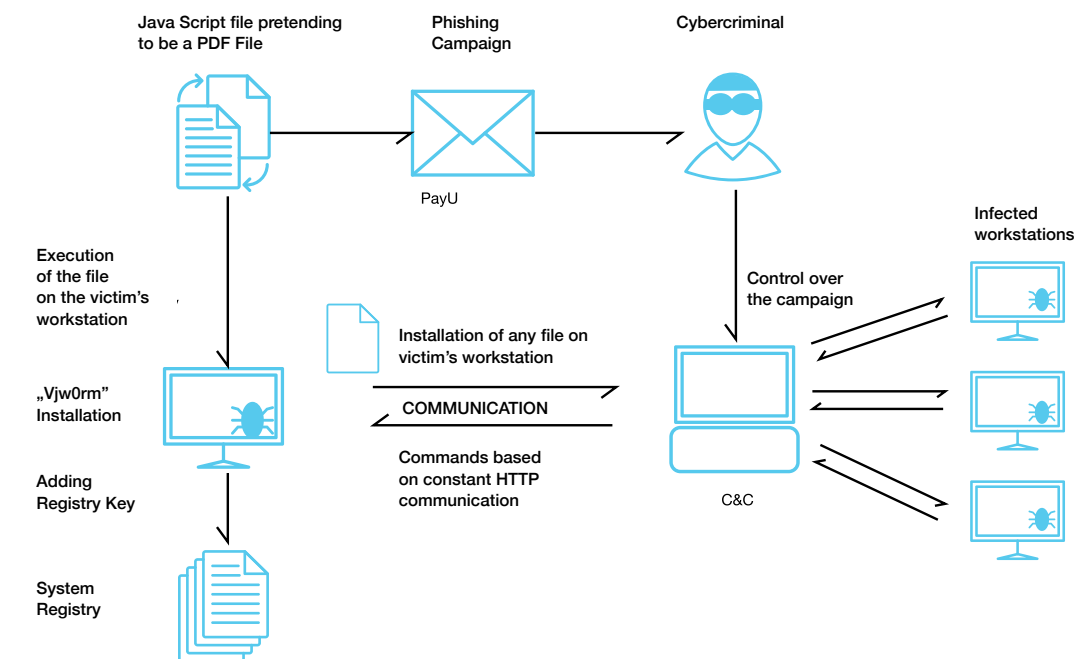 Java Script file pretending
to be a PDF File
Phishing
Campaign
Cybercriminal
PayU
Infected
workstations
Execution
of the file
on the victim’s
workstation
Control over
the campaign
Installation of any file on
victim’s workstation
„Vjw0rm”
Installation
COMMUNICATION
Commands based
on constant HTTP
communication
Adding
Registry Key
C&C
System
Registry